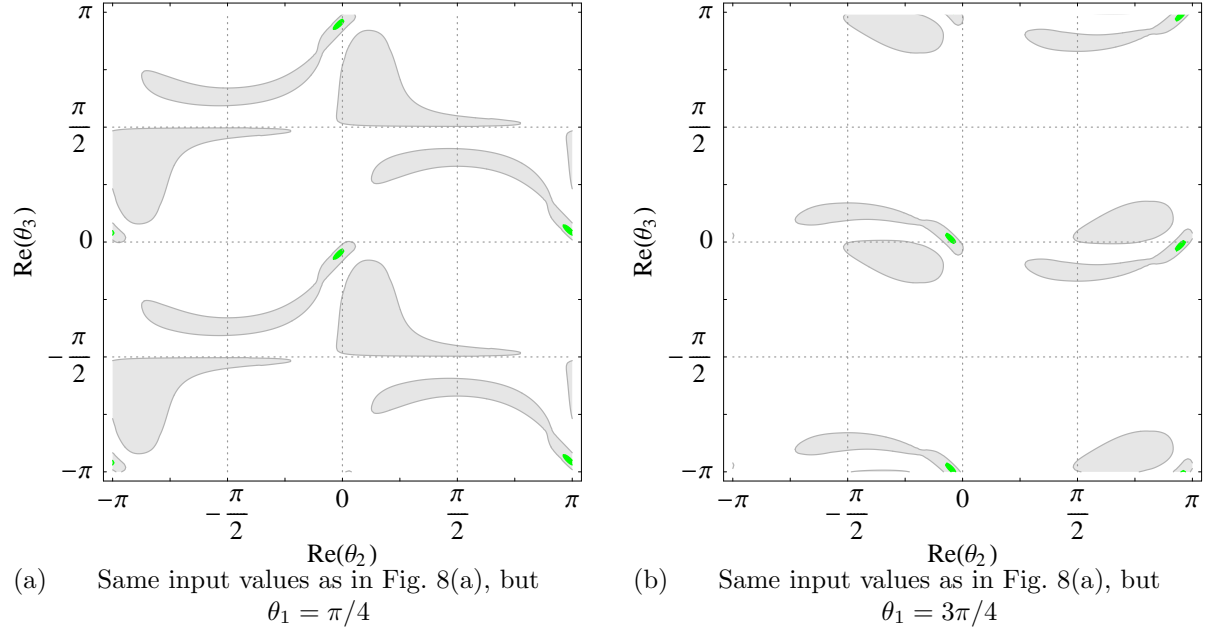 π
π
π/2
π/2
0
0
Re(θ3)
Re(θ3)
−π/2
−π/2
−π
−π
−π −π/2 0 π/2 π
−π −π/2 0 π/2 π
Re(θ2)
Re(θ2)
(a) Same input values as in Fig. 8(a), but
θ1 = π/4
(b) Same input values as in Fig. 8(a), but
θ1 = 3π/4